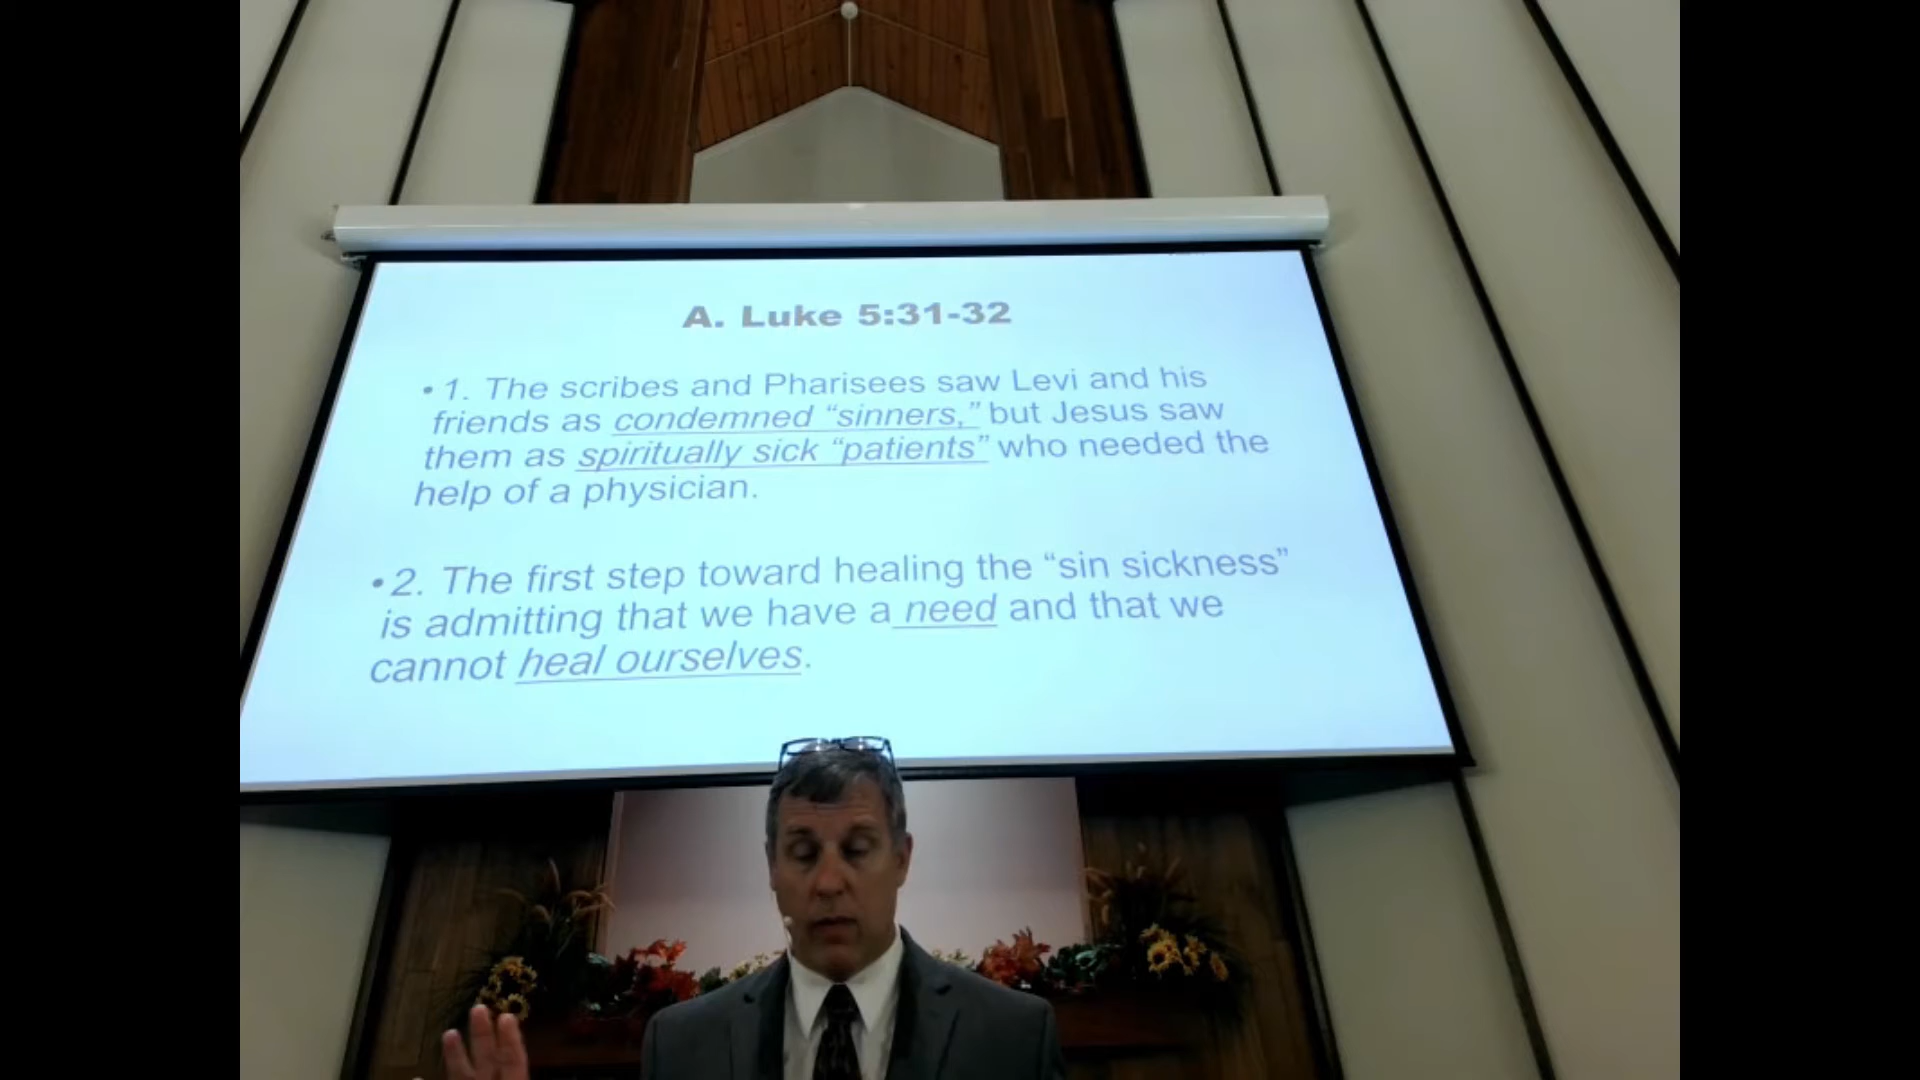 A. Luke 5:31-32
• 1. The scribes and Pharisees saw Levi and his
friends as condemned “sinners,” but Jesus saw
them as spiritually sick “patients” who needed the
help of a physician.
• 2. The first step toward healing the “sin sickness”
is admitting that we have a need and that we
cannot heal ourselves.